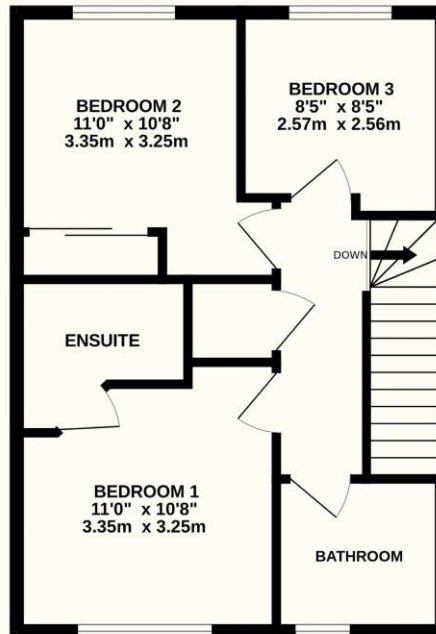 BEDROOM 2
11'0" x 10'8"
3.35m x 3.25m
BEDROOM 3
8'5" x 8'5"
2.57m x 2.56m
DOWN
ENSUITE
BEDROOM 1
11'0" x 10'8"
3.35m x 3.25m
BATHROOM